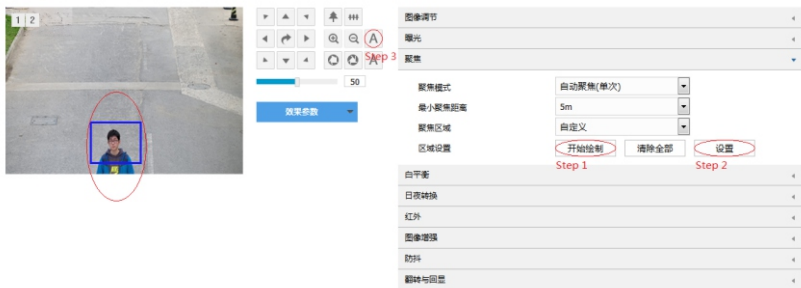 1 2
A
Step 3
A
50
效果参数
图像调节
曝光
聚焦
聚焦模式 自动聚焦(单次)
最小聚焦距离 5m
聚焦区域 自定义
区域设置 开始绘制 清除全部 设置
Step 1 Step 2
白平衡
日夜转换
红外
图像增强
防抖
翻转与回显